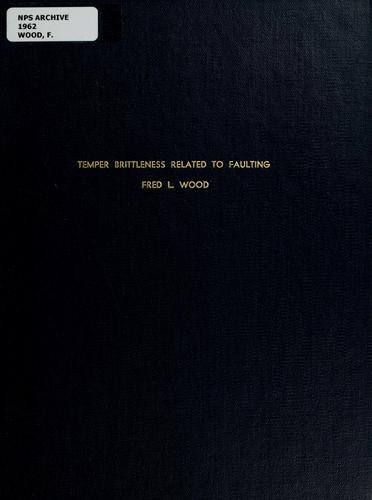 NPS ARCHIVE
1962
WOOD, F.
TEMPER BRITTLENESS RELATED TO FAULTING
FRED L. WOOD